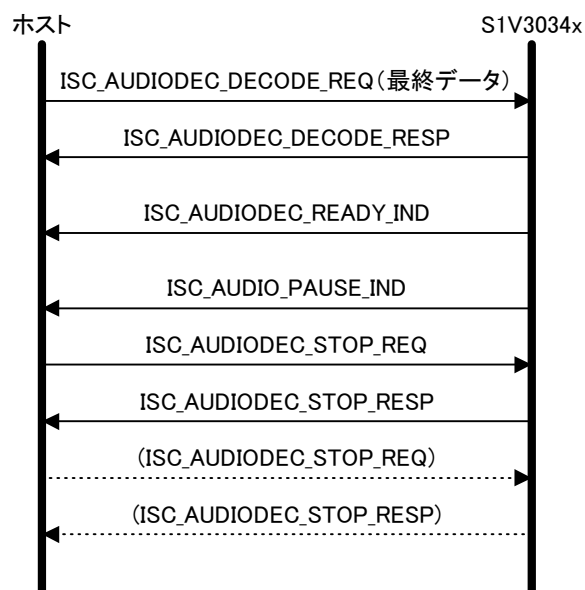 ホスト
S1V3034x
ISC_AUDIODEC_DECODE_REQ(最終データ)
ISC_AUDIODEC_DECODE_RESP
ISC_AUDIODEC_READY_IND
ISC_AUDIO_PAUSE_IND
ISC_AUDIODEC_STOP_REQ
ISC_AUDIODEC_STOP_RESP
(ISC_AUDIODEC_STOP_REQ)
(ISC_AUDIODEC_STOP_RESP)